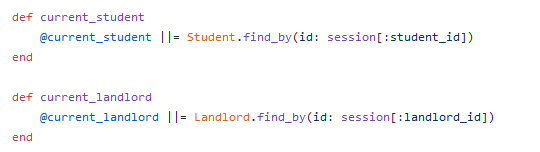 def current_student
    @current_student ||= Student.find_by(id: session[:student_id])
end

def current_landlord
    @current_landlord ||= Landlord.find_by(id: session[:landlord_id])
end